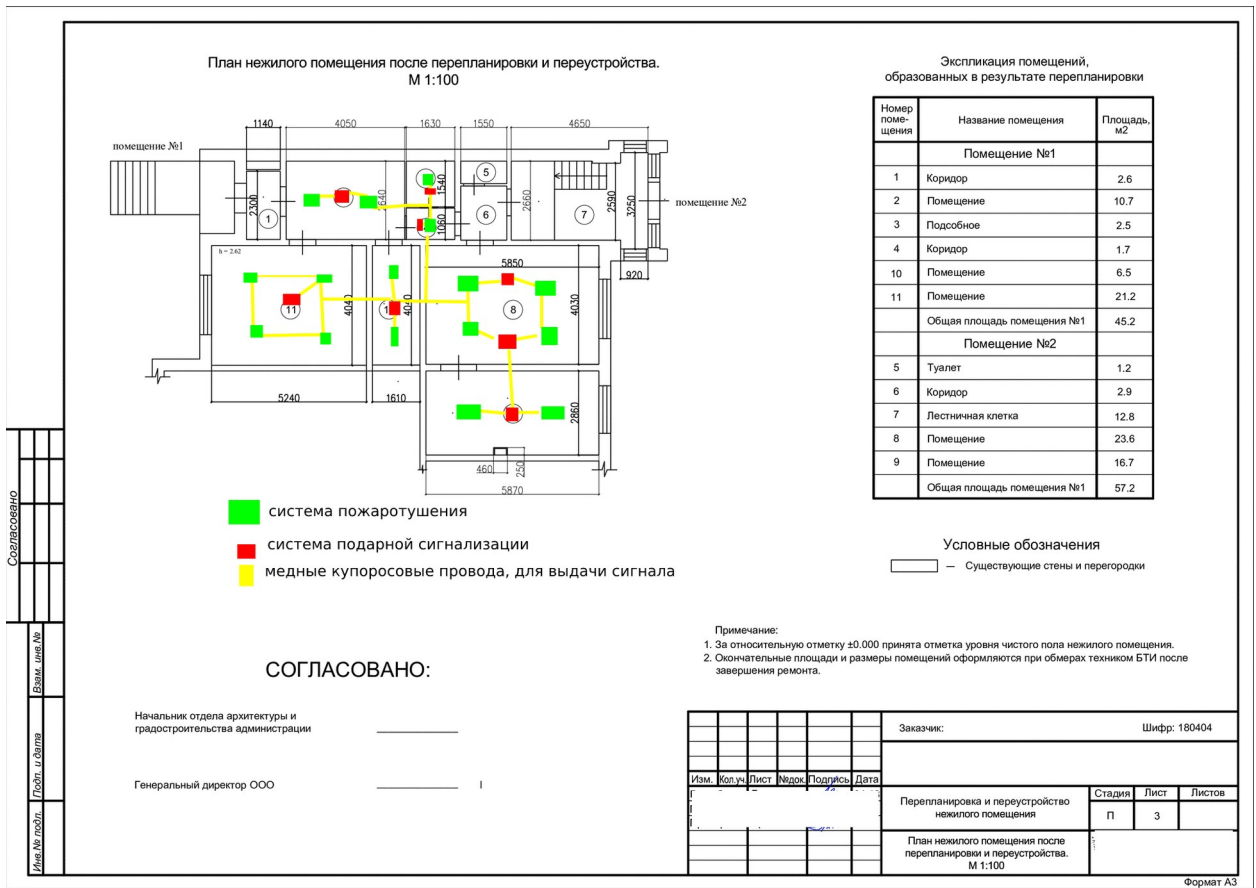 План нежилого помещения после перепланировки и переустройства.
М 1:100
1140
4050
1630
1550
4650
помещение №1
помещение №2
2300
1
2640
1540
1060
5
6
2660
7
2590
3250
920
h = 2.62
5850
11
4040
4040
8
4030
5240
1610
2860
460
250
5870
система пожаротушения
система подарной сигнализации
медные купоросовые провода, для выдачи сигнала
Экспликация помещений,
образованных в результате перепланировки
Номер поме-щения Название помещения Площадь, м2
Помещение №1
1 Коридор 2.6
2 Помещение 10.7
3 Подсобное 2.5
4 Коридор 1.7
10 Помещение 6.5
11 Помещение 21.2
Общая площадь помещения №1 45.2
Помещение №2
5 Туалет 1.2
6 Коридор 2.9
7 Лестничная клетка 12.8
8 Помещение 23.6
9 Помещение 16.7
Общая площадь помещения №1 57.2
Условные обозначения
— Существующие стены и перегородки
Примечание:
1. За относительную отметку ±0.000 принята отметка уровня чистого пола нежилого помещения.
2. Окончательные площади и размеры помещений оформляются при обмерах техником БТИ после
завершения ремонта.
СОГЛАСОВАНО:
Начальник отдела архитектуры и
градостроительства администрации
Генеральный директор ООО
Согласовано
Взам. инв.№
Подп. и дата
Инв.№ подл.
Заказчик: Шифр: 180404
Изм. Кол.уч. Лист №док. Подпись Дата
Перепланировка и переустройство
нежилого помещения
Стадия Лист Листов
П 3
План нежилого помещения после
перепланировки и переустройства.
М 1:100
Формат А3